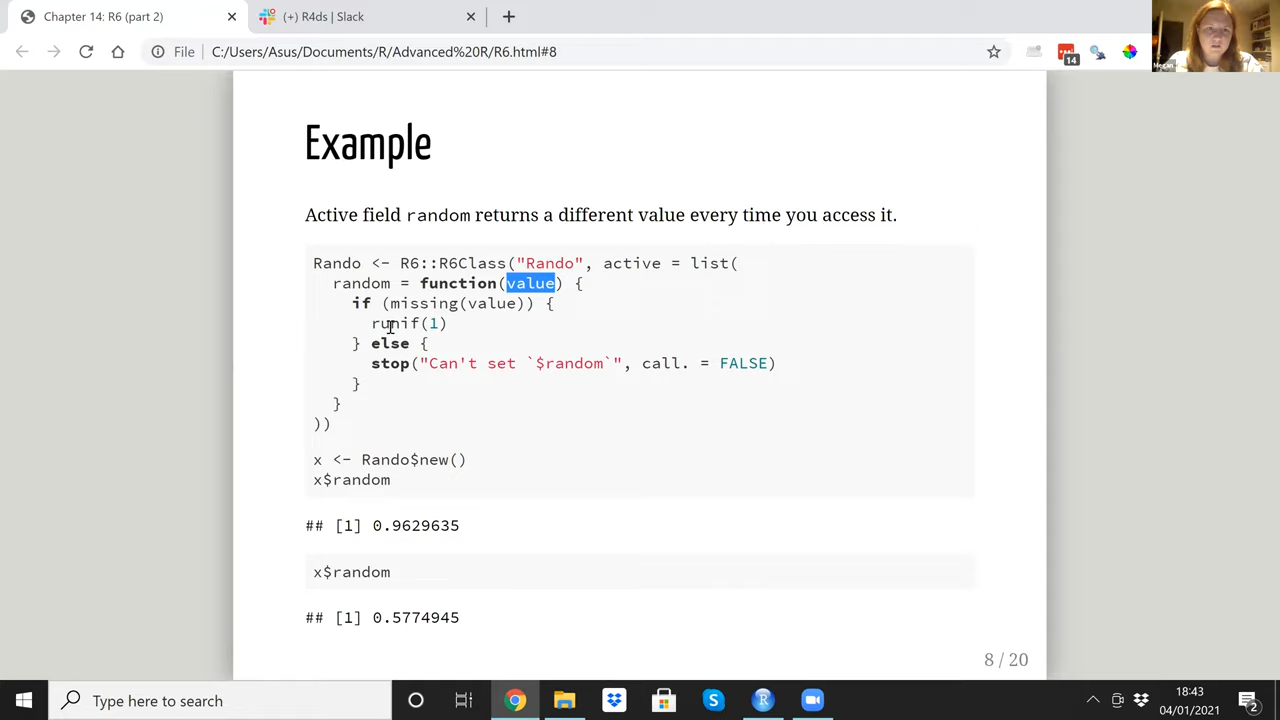 Chapter 14: R6 (part 2)
(+) R4ds | Slack
File
C:/Users/Asus/Documents/R/Advanced%20R/R6.html#8
14
Megan
Example
Active field random returns a different value every time you access it.
Rando <- R6::R6Class("Rando", active = list(
random = function(value) {
if (missing(value)) {
runif(1)
} else {
stop("Can't set `$random`", call. = FALSE)
}
}
))
x <- Rando$new()
x$random
## [1] 0.9629635
x$random
## [1] 0.5774945
8 / 20
Type here to search
18:43
04/01/2021
2